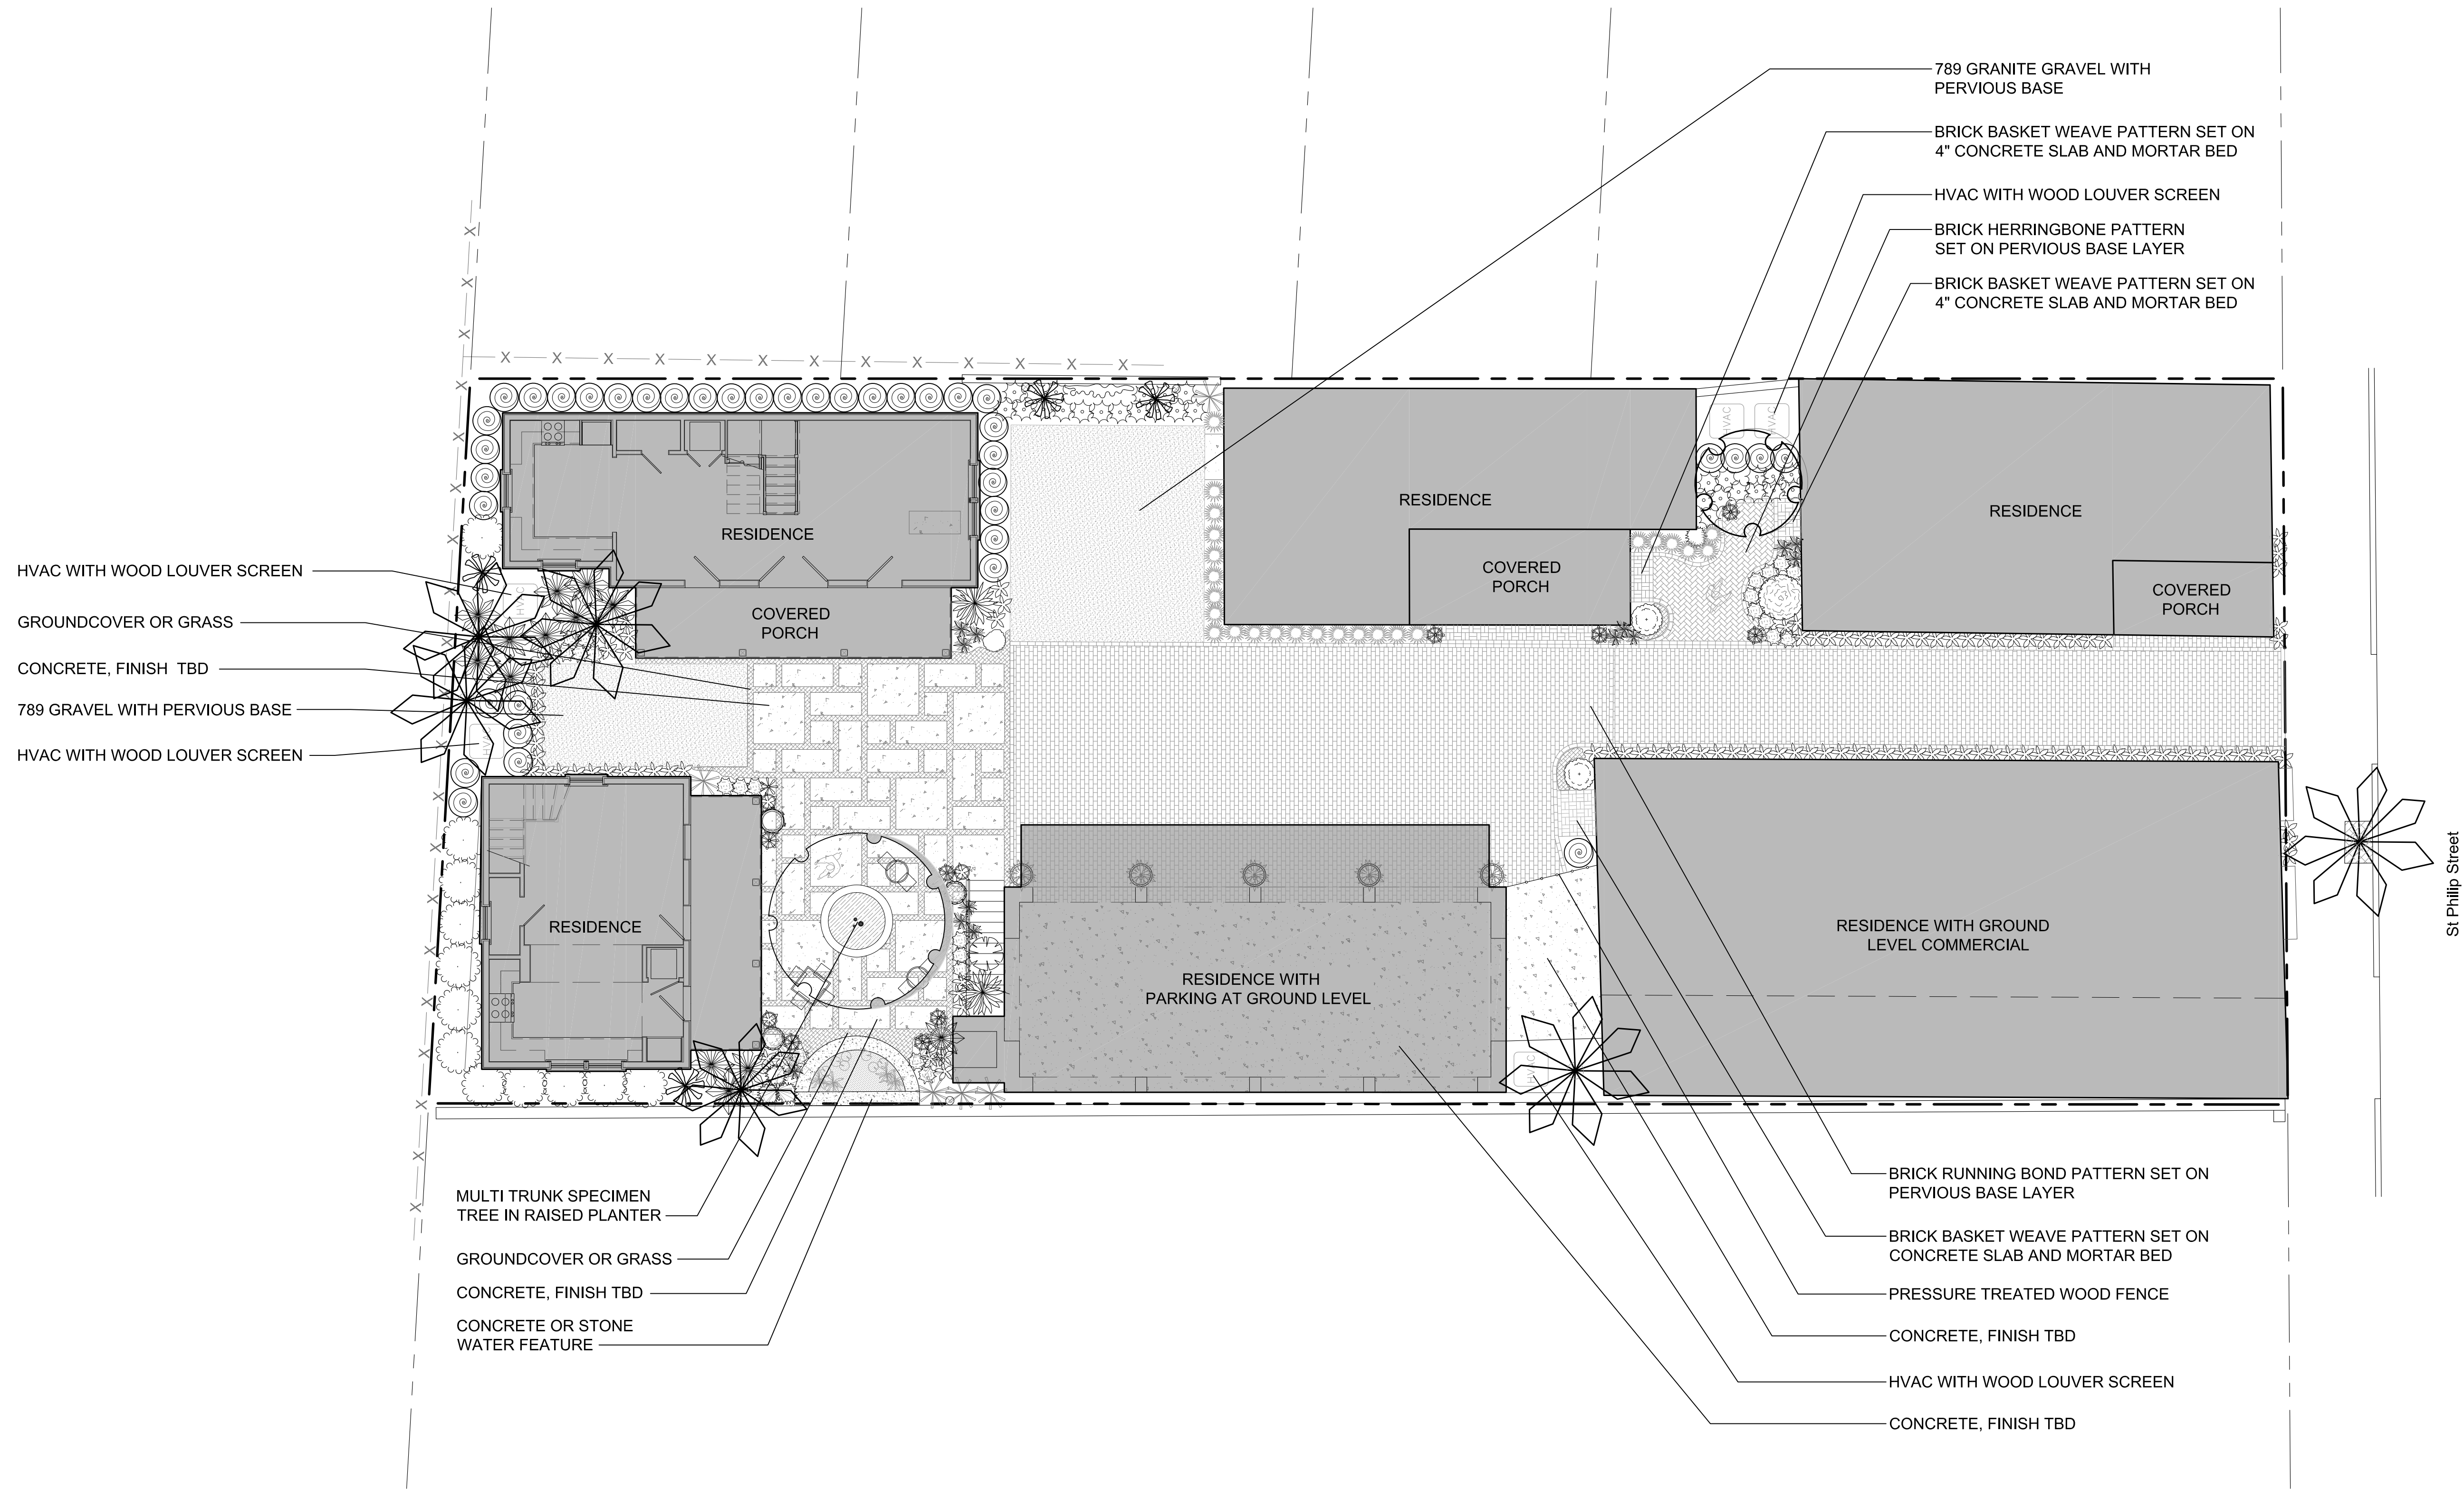 789 GRANITE GRAVEL WITH
PERVIOUS BASE
BRICK BASKET WEAVE PATTERN SET ON
4" CONCRETE SLAB AND MORTAR BED
HVAC WITH WOOD LOUVER SCREEN
BRICK HERRINGBONE PATTERN
SET ON PERVIOUS BASE LAYER
BRICK BASKET WEAVE PATTERN SET ON
4" CONCRETE SLAB AND MORTAR BED
HVAC
HVAC
RESIDENCE
RESIDENCE
RESIDENCE
COVERED
PORCH
COVERED
PORCH
COVERED
PORCH
HVAC WITH WOOD LOUVER SCREEN
HVAC
GROUNDCOVER OR GRASS
CONCRETE, FINISH TBD
789 GRAVEL WITH PERVIOUS BASE
HVAC WITH WOOD LOUVER SCREEN
HVAC
RESIDENCE
RESIDENCE WITH
PARKING AT GROUND LEVEL
RESIDENCE WITH GROUND
LEVEL COMMERCIAL
HVAC
St Philip Street
MULTI TRUNK SPECIMEN
TREE IN RAISED PLANTER
GROUNDCOVER OR GRASS
CONCRETE, FINISH TBD
CONCRETE OR STONE
WATER FEATURE
BRICK RUNNING BOND PATTERN SET ON
PERVIOUS BASE LAYER
BRICK BASKET WEAVE PATTERN SET ON
CONCRETE SLAB AND MORTAR BED
PRESSURE TREATED WOOD FENCE
CONCRETE, FINISH TBD
HVAC WITH WOOD LOUVER SCREEN
CONCRETE, FINISH TBD